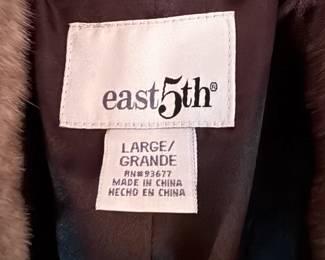 east5th®
LARGE/
GRANDE
RN#93677
MADE IN CHINA
HECHO EN CHINA